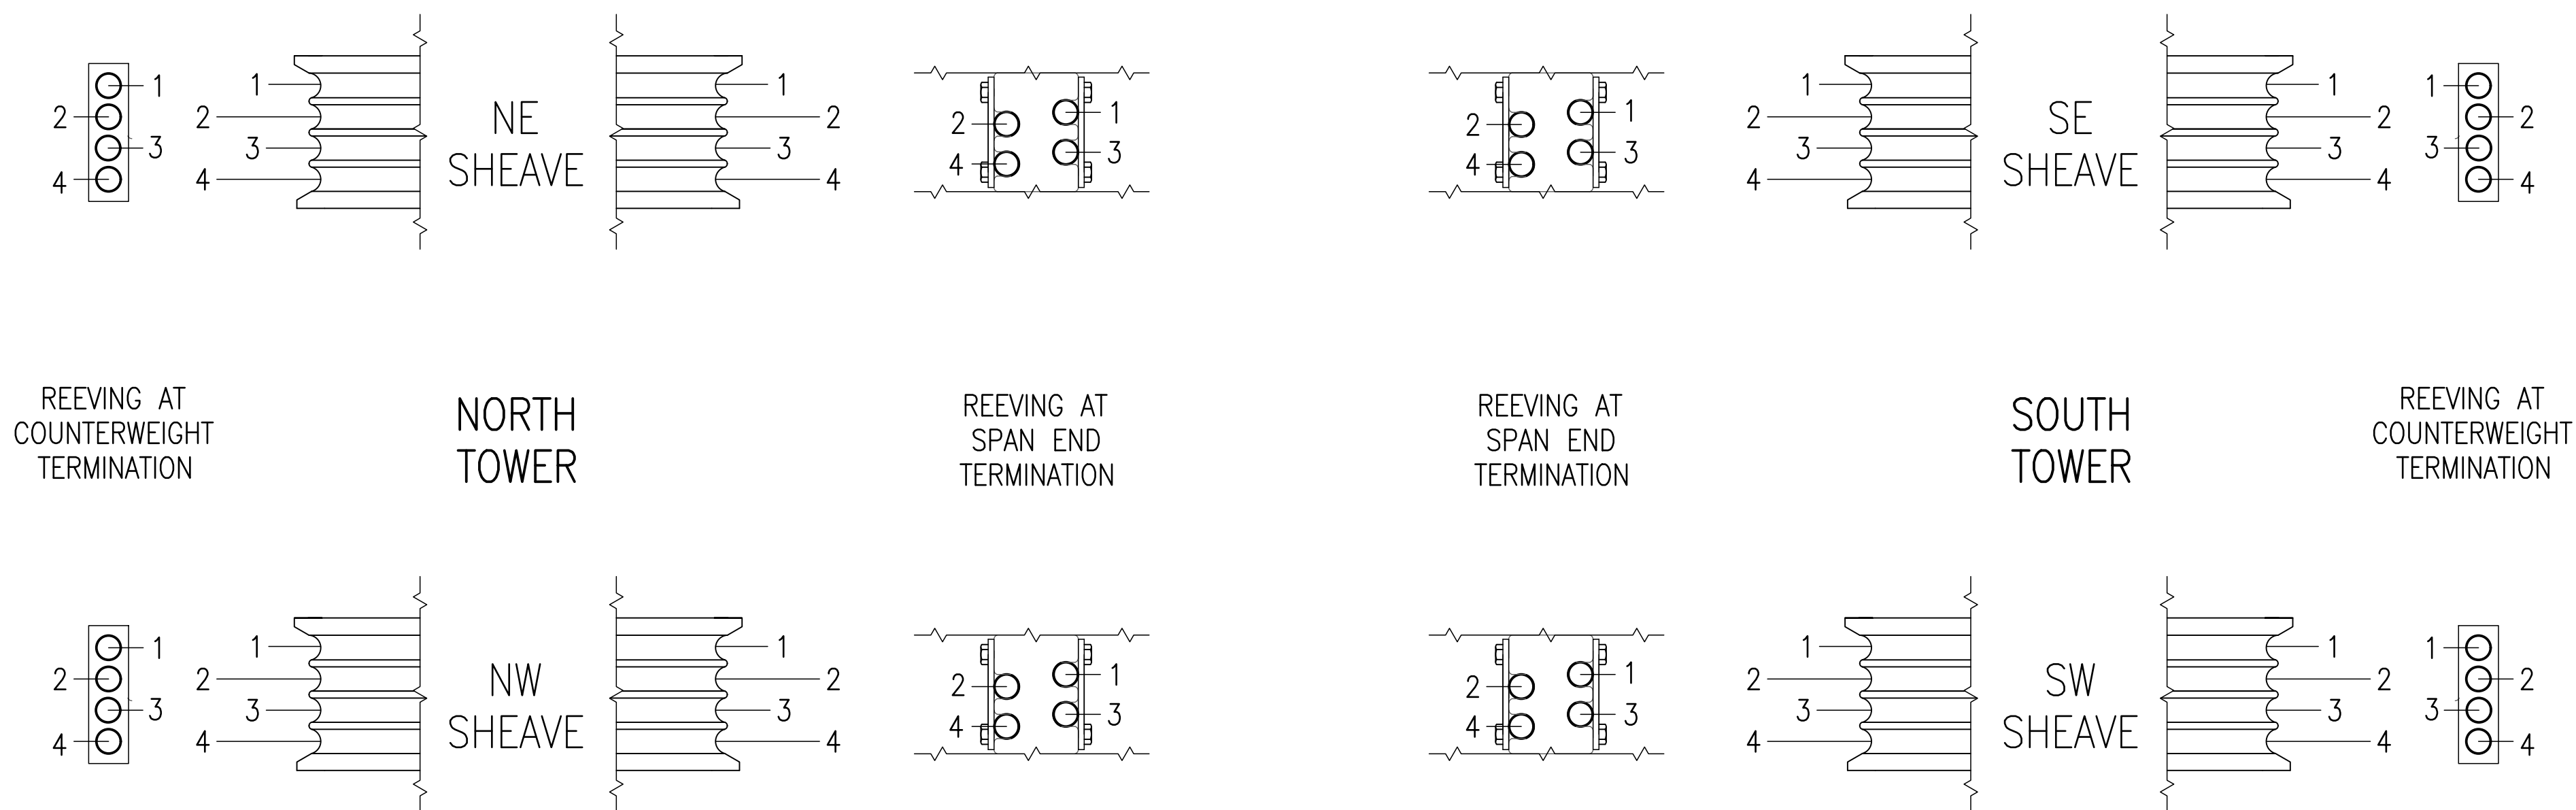 1 1 1 1 1 1 1 1
2 2 2 2 2 2 2 2
3 3 3 3 3 3 3 3
4 4 4 4 4 4 4 4
NE
SHEAVE
SE
SHEAVE
REEVING AT
COUNTERWEIGHT
TERMINATION
NORTH
TOWER
REEVING AT
SPAN END
TERMINATION
REEVING AT
SPAN END
TERMINATION
SOUTH
TOWER
REEVING AT
COUNTERWEIGHT
TERMINATION
1 1 1 1 1 1 1 1
2 2 2 2 2 2 2 2
3 3 3 3 3 3 3 3
4 4 4 4 4 4 4 4
NW
SHEAVE
SW
SHEAVE